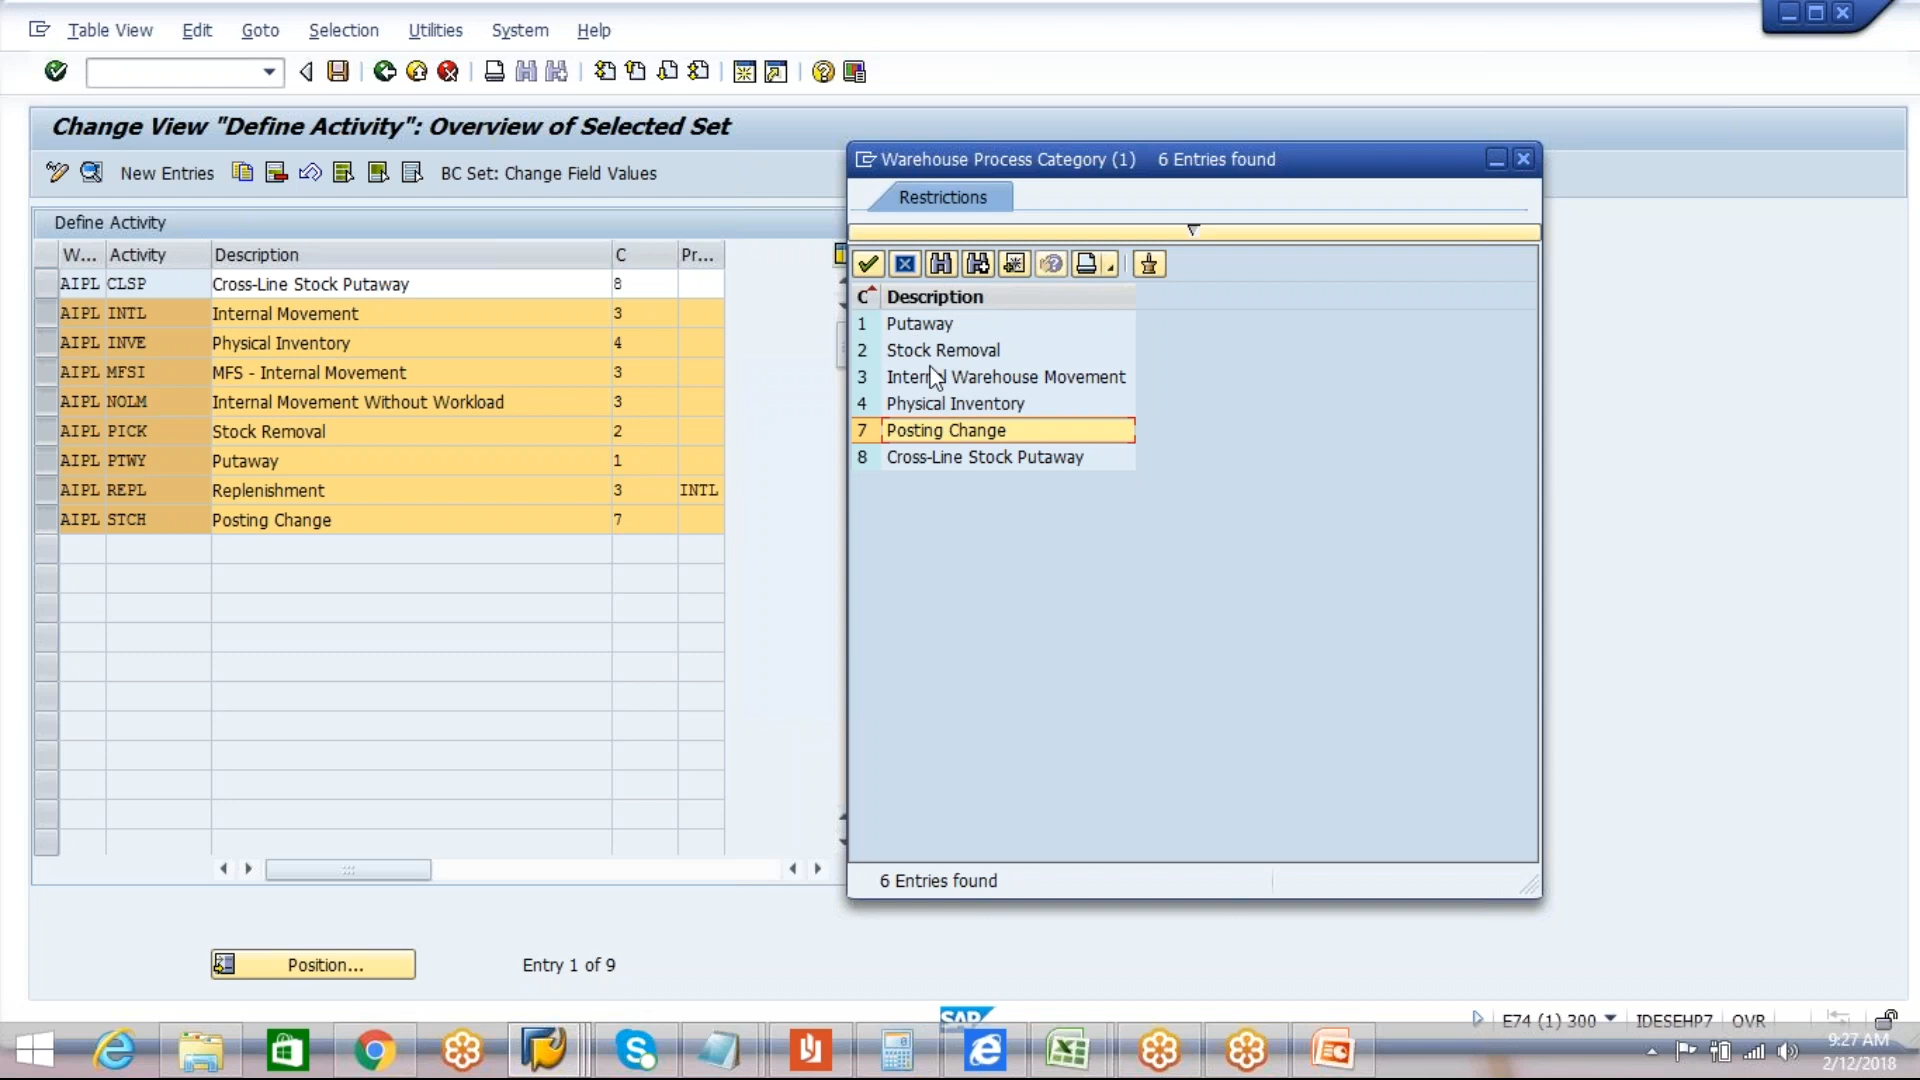 Table View Edit Goto Selection Utilities System Help
Change View "Define Activity": Overview of Selected Set
New Entries BC Set: Change Field Values
Define Activity
W... Activity Description C Pr...
AIPL CLSP Cross-Line Stock Putaway 8
AIPL INTL Internal Movement 3
AIPL INVE Physical Inventory 4
AIPL MFSI MFS - Internal Movement 3
AIPL NOLM Internal Movement Without Workload 3
AIPL PICK Stock Removal 2
AIPL PTWY Putaway 1
AIPL REPL Replenishment 3 INTL
AIPL STCH Posting Change 7
Position... Entry 1 of 9
Warehouse Process Category (1) 6 Entries found
Restrictions
C Description
1 Putaway
2 Stock Removal
3 Internal Warehouse Movement
4 Physical Inventory
7 Posting Change
8 Cross-Line Stock Putaway
6 Entries found
SAP
E74 (1) 300 IDESEHP7 OVR
9:27 AM
2/12/2018